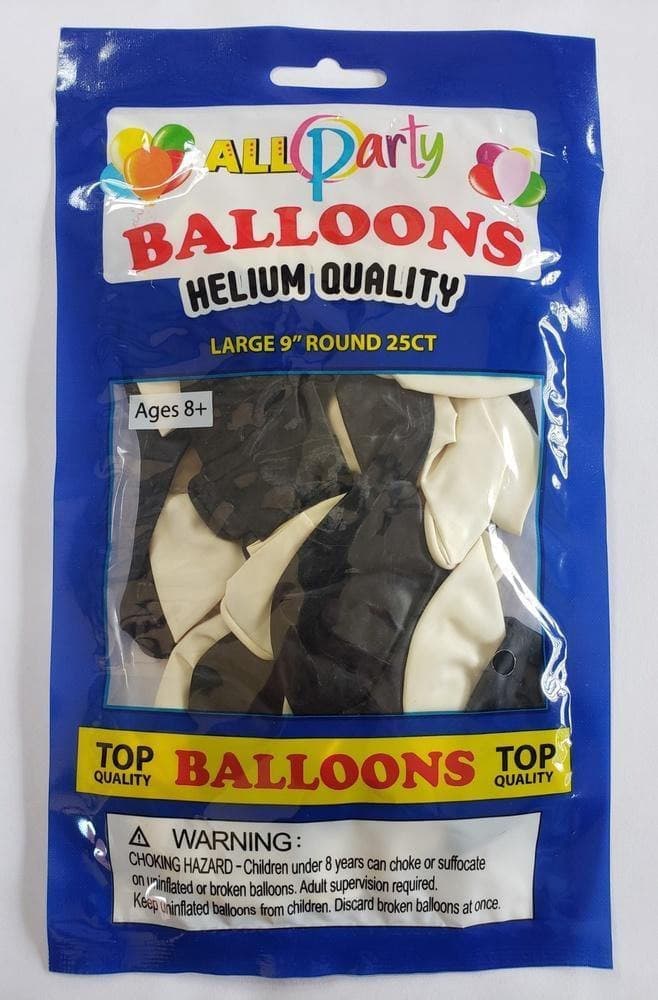 ALL Party
BALLOONS
HELIUM QUALITY
LARGE 9" ROUND 25CT
Ages 8+
TOP QUALITY BALLOONS TOP QUALITY
⚠ WARNING:
CHOKING HAZARD - Children under 8 years can choke or suffocate
on uninflated or broken balloons. Adult supervision required.
Keep uninflated balloons from children. Discard broken balloons at once.